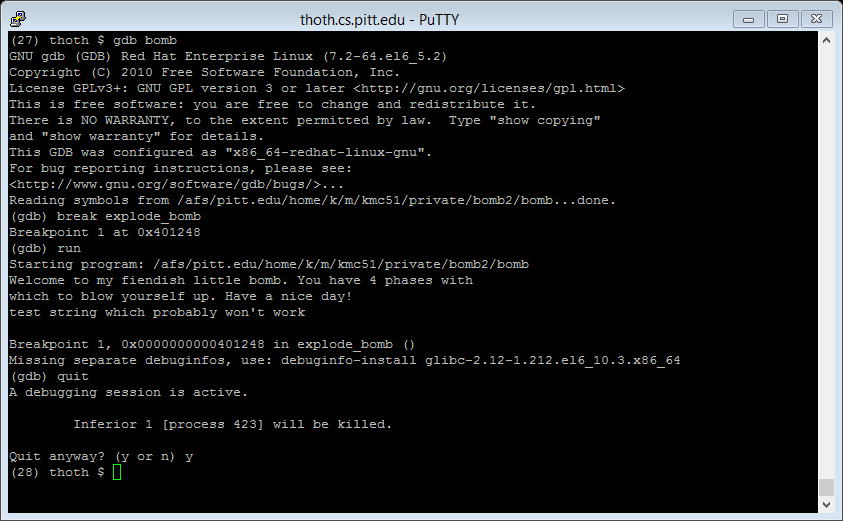 thoth.cs.pitt.edu - PuTTY
(27) thoth $ gdb bomb
GNU gdb (GDB) Red Hat Enterprise Linux (7.2-64.el6_5.2)
Copyright (C) 2010 Free Software Foundation, Inc.
License GPLv3+: GNU GPL version 3 or later <http://gnu.org/licenses/gpl.html>
This is free software: you are free to change and redistribute it.
There is NO WARRANTY, to the extent permitted by law.  Type "show copying"
and "show warranty" for details.
This GDB was configured as "x86_64-redhat-linux-gnu".
For bug reporting instructions, please see:
<http://www.gnu.org/software/gdb/bugs/>...
Reading symbols from /afs/pitt.edu/home/k/m/kmc51/private/bomb2/bomb...done.
(gdb) break explode_bomb
Breakpoint 1 at 0x401248
(gdb) run
Starting program: /afs/pitt.edu/home/k/m/kmc51/private/bomb2/bomb
Welcome to my fiendish little bomb. You have 4 phases with
which to blow yourself up. Have a nice day!
test string which probably won't work
Breakpoint 1, 0x0000000000401248 in explode_bomb ()
Missing separate debuginfos, use: debuginfo-install glibc-2.12-1.212.el6_10.3.x86_64
(gdb) quit
A debugging session is active.
Inferior 1 [process 423] will be killed.
Quit anyway? (y or n) y
(28) thoth $